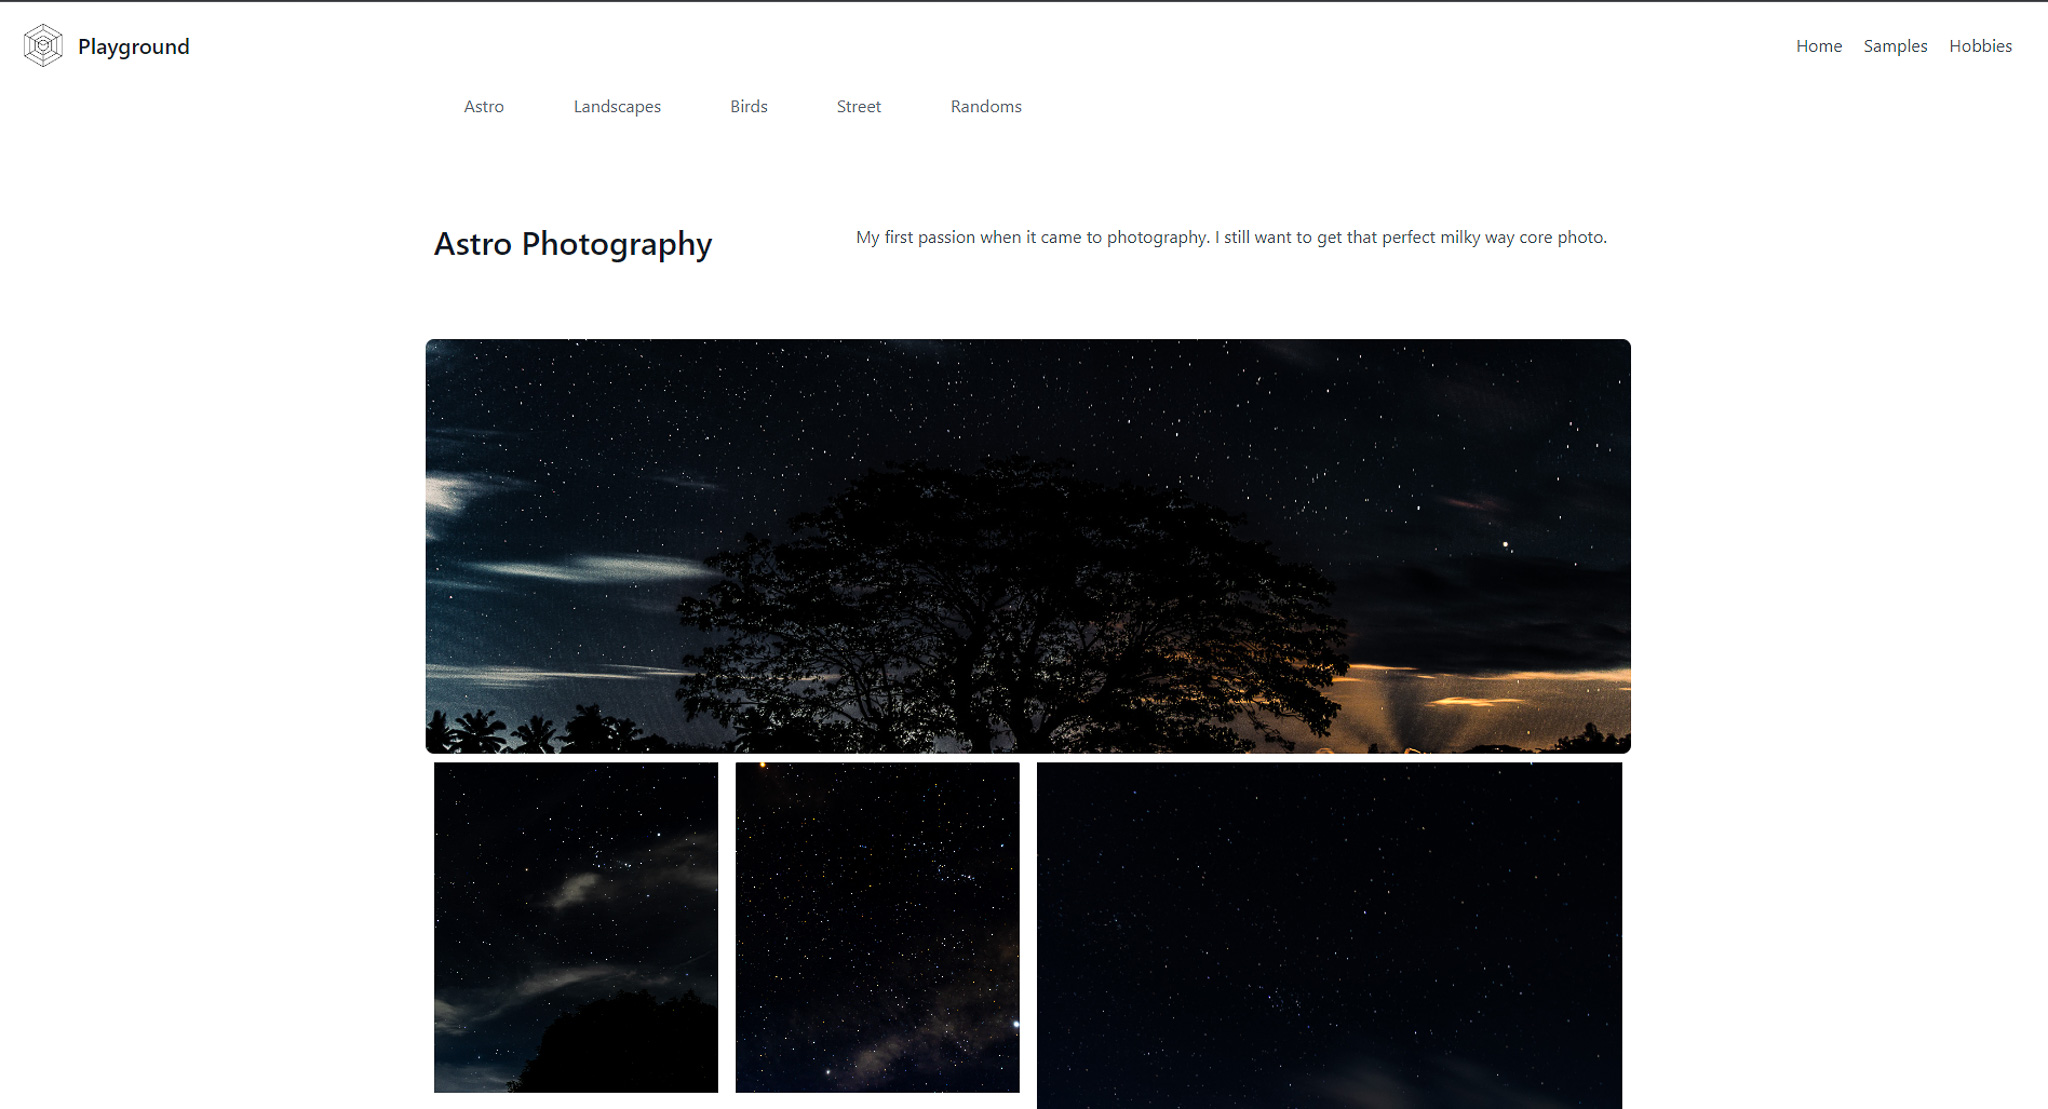 Playground
Home Samples Hobbies
Astro Landscapes Birds Street Randoms
Astro Photography
My first passion when it came to photography. I still want to get that perfect milky way core photo.